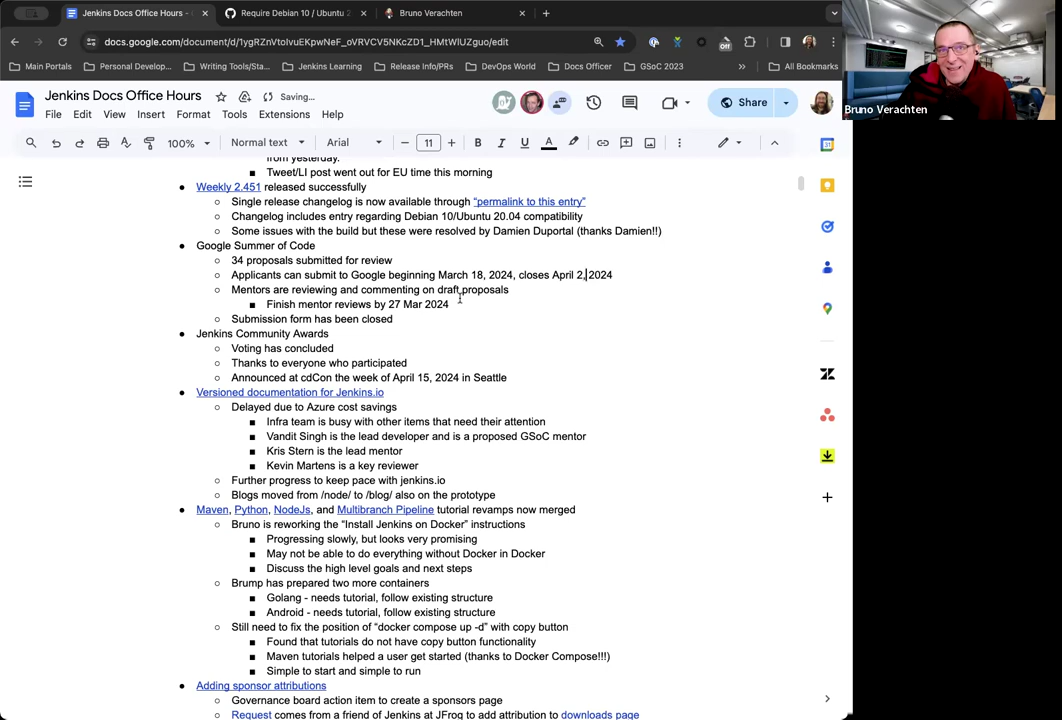 Jenkins Docs Office Hours -
Require Debian 10 / Ubuntu 2
Bruno Verachten
docs.google.com/document/d/1ygRZnVtoIvuEKpwNeF_oVRVCV5NKcZD1_HMtWlUZguo/edit
Off
Main Portals
Personal Develop...
Writing Tools/Sta...
Jenkins Learning
Release Info/PRs
DevOps World
Docs Officer
GSoC 2023
»
All Bookmarks
Bruno Verachten
Jenkins Docs Office Hours
Saving...
File Edit View Insert Format Tools Extensions Help
Share
100% Normal text Arial 11 B I U A
from yesterday.
Tweet/LI post went out for EU time this morning
Weekly 2.451 released successfully
Single release changelog is now available through “permalink to this entry”
Changelog includes entry regarding Debian 10/Ubuntu 20.04 compatibility
Some issues with the build but these were resolved by Damien Duportal (thanks Damien!!)
Google Summer of Code
34 proposals submitted for review
Applicants can submit to Google beginning March 18, 2024, closes April 2, 2024
Mentors are reviewing and commenting on draft proposals
Finish mentor reviews by 27 Mar 2024
Submission form has been closed
Jenkins Community Awards
Voting has concluded
Thanks to everyone who participated
Announced at cdCon the week of April 15, 2024 in Seattle
Versioned documentation for Jenkins.io
Delayed due to Azure cost savings
Infra team is busy with other items that need their attention
Vandit Singh is the lead developer and is a proposed GSoC mentor
Kris Stern is the lead mentor
Kevin Martens is a key reviewer
Further progress to keep pace with jenkins.io
Blogs moved from /node/ to /blog/ also on the prototype
Maven, Python, NodeJs, and Multibranch Pipeline tutorial revamps now merged
Bruno is reworking the “Install Jenkins on Docker” instructions
Progressing slowly, but looks very promising
May not be able to do everything without Docker in Docker
Discuss the high level goals and next steps
Brump has prepared two more containers
Golang - needs tutorial, follow existing structure
Android - needs tutorial, follow existing structure
Still need to fix the position of “docker compose up -d” with copy button
Found that tutorials do not have copy button functionality
Maven tutorials helped a user get started (thanks to Docker Compose!!!)
Simple to start and simple to run
Adding sponsor attributions
Governance board action item to create a sponsors page
Request comes from a friend of Jenkins at JFrog to add attribution to downloads page